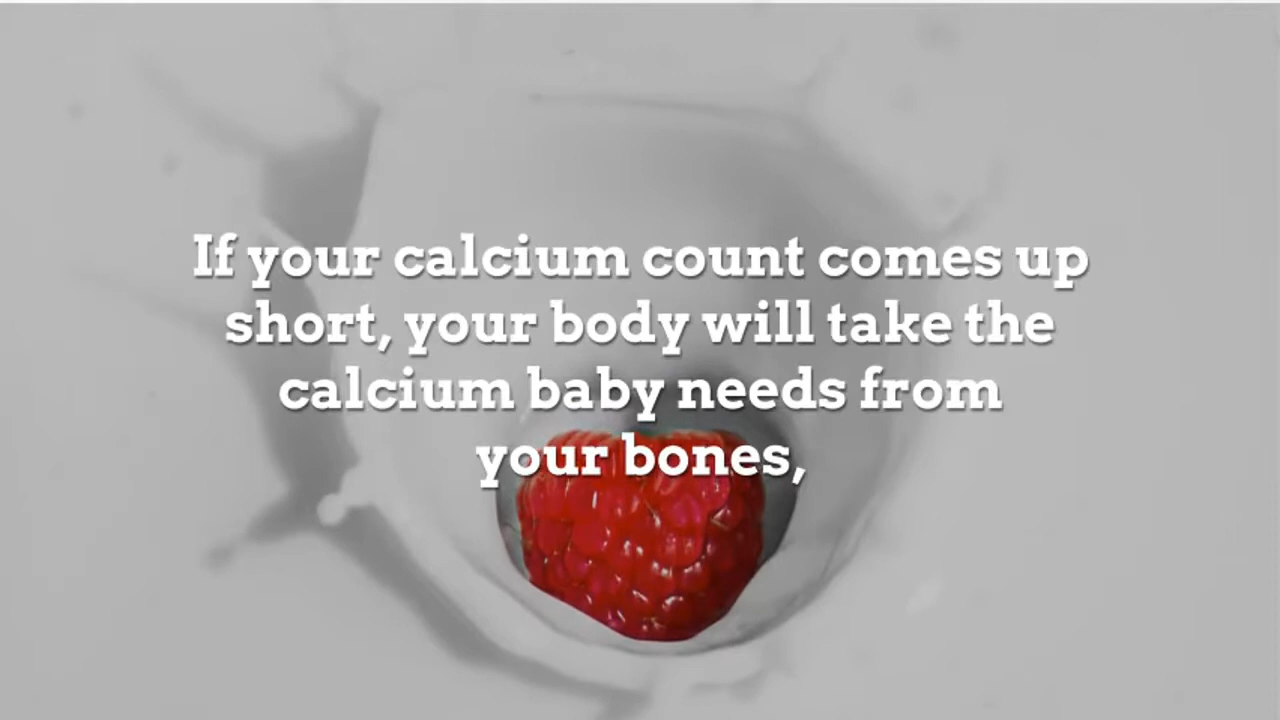 If your calcium count comes up
short, your body will take the
calcium baby needs from
your bones,